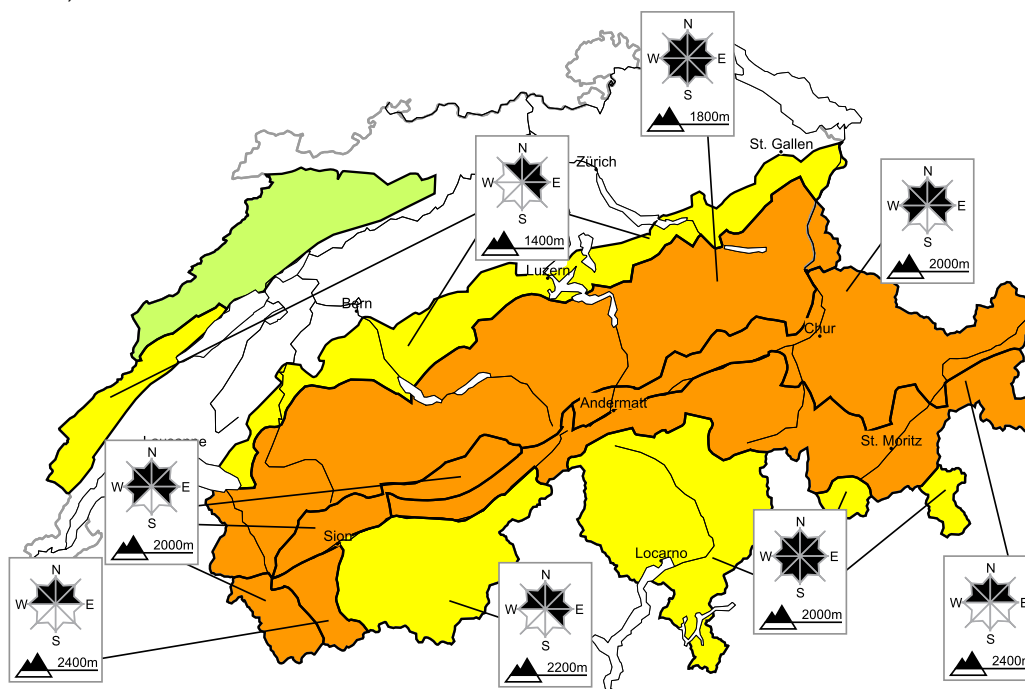 N
W E
S
1800m
St. Gallen
N
W E
S
1400m
Zürich
N
W E
S
2000m
Luzern
Bern
Chur
Andermatt
St. Moritz
Lausanne
N
W E
S
2000m
Sion
Locarno
N
W E
S
2000m
N
W E
S
2400m
N
W E
S
2200m
N
W E
S
2400m